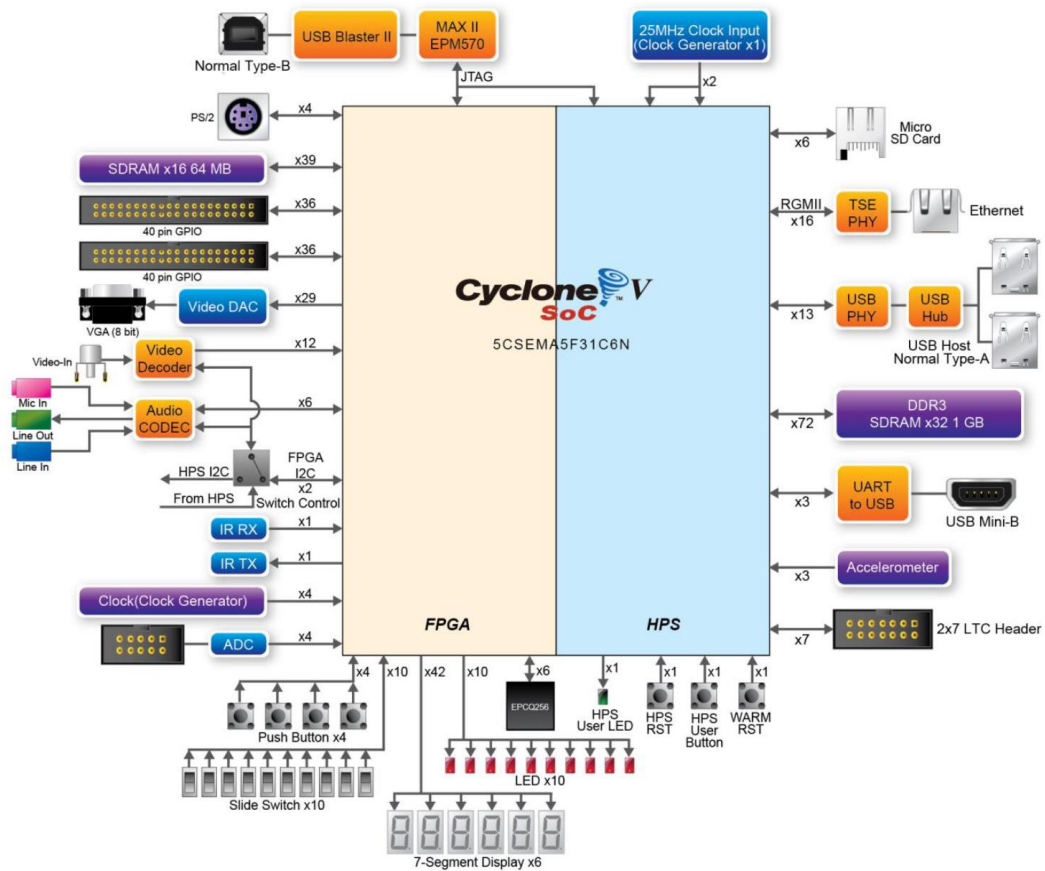 Normal Type-B
USB Blaster II
MAX II
EPM570
JTAG
25MHz Clock Input
(Clock Generator x1)
x2
PS/2
x4
SDRAM x16 64 MB
x39
x36
40 pin GPIO
x36
40 pin GPIO
Video DAC
x29
VGA (8 bit)
Video-In
Video
Decoder
x12
Mic In
Line Out
Line In
Audio
CODEC
x6
HPS I2C
From HPS
FPGA
I2C
x2
Switch Control
IR RX
x1
IR TX
x1
Clock(Clock Generator)
x4
ADC
x4
Cyclone V
TM
SoC
5CSEMA5F31C6N
FPGA
HPS
x6
Micro
SD Card
RGMII
x16
TSE
PHY
Ethernet
x13
USB
PHY
USB
Hub
USB Host
Normal Type-A
x72
DDR3
SDRAM x32 1 GB
x3
UART
to USB
USB Mini-B
x3
Accelerometer
x7
2x7 LTC Header
x4
x10
x42
x10
x6
x1
x1
x1
x1
Push Button x4
Slide Switch x10
EPCQ256
HPS
User LED
HPS
RST
HPS
User
Button
WARM
RST
LED x10
7-Segment Display x6